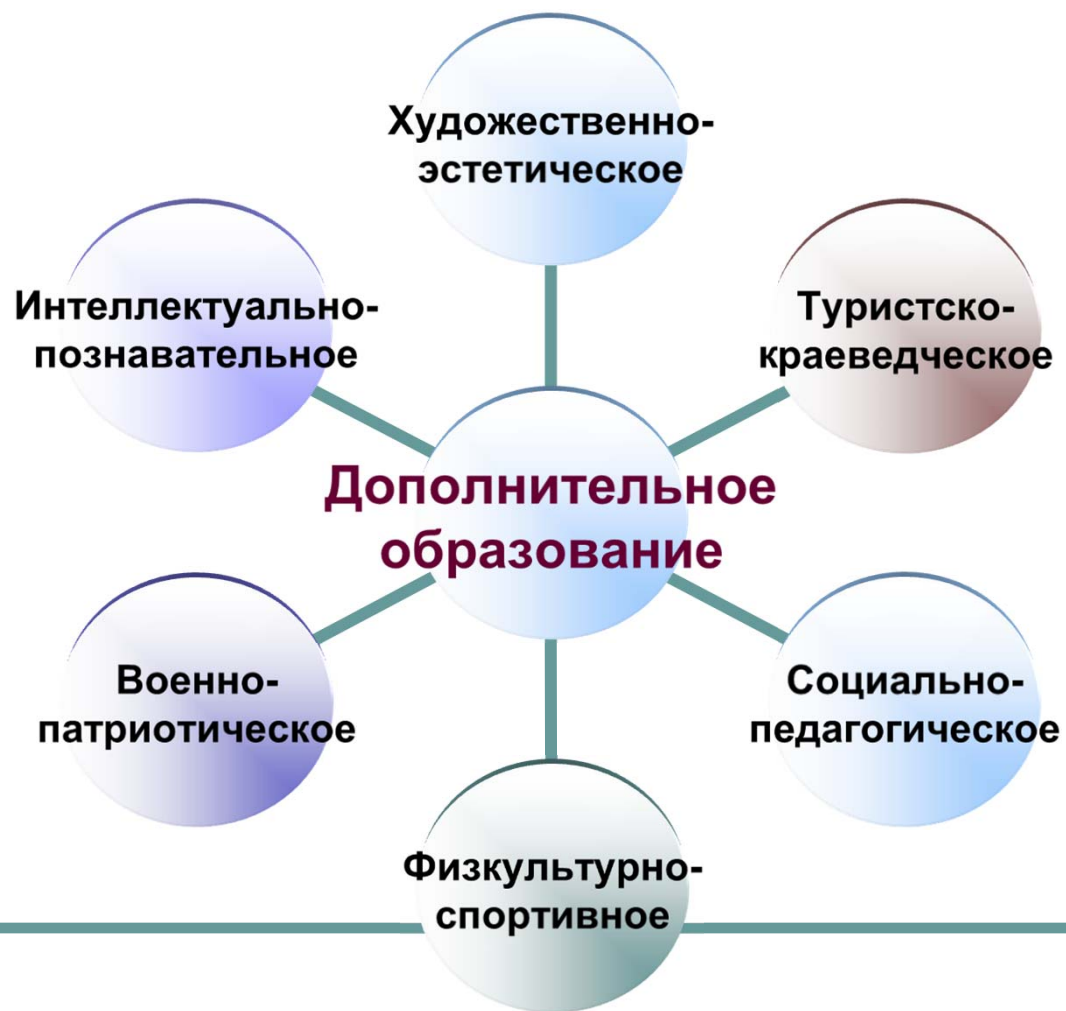 Художественно-
эстетическое
Интеллектуально-
познавательное
Туристско-
краеведческое
Дополнительное
образование
Военно-
патриотическое
Социально-
педагогическое
Физкультурно-
спортивное